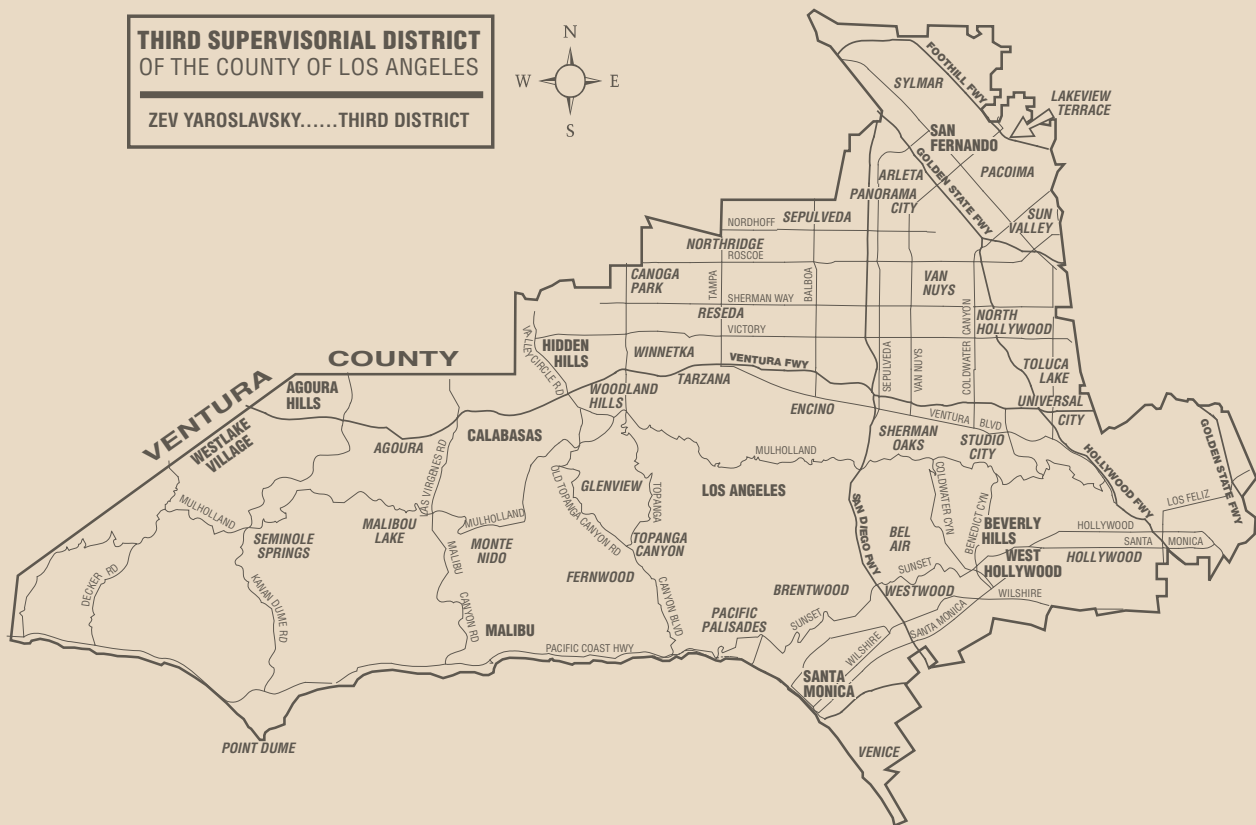 THIRD SUPERVISORIAL DISTRICT
OF THE COUNTY OF LOS ANGELES
ZEV YAROSLAVSKY......THIRD DISTRICT
N
W
E
S
FOOTHILL FWY
SYLMAR
LAKEVIEW
TERRACE
SAN
FERNANDO
ARLETA
PACOIMA
GOLDEN STATE FWY
PANORAMA
CITY
SUN
VALLEY
SEPULVEDA
NORDHOFF
NORTHRIDGE
ROSCOE
CANOGA
PARK
TAMPA
BALBOA
VAN
NUYS
SHERMAN WAY
RESEDA
COLDWATER CANYON
NORTH
HOLLYWOOD
VICTORY
VALLEY CIRCLE RD
HIDDEN
HILLS
WINNETKA
VENTURA FWY
SEPULVEDA
VAN NUYS
TOLUCA
LAKE
VENTURA
COUNTY
AGOURA
HILLS
TARZANA
WOODLAND
HILLS
ENCINO
UNIVERSAL
CITY
VENTURA BLVD
WESTLAKE
VILLAGE
AGOURA
CALABASAS
SHERMAN
OAKS
STUDIO
CITY
LAS VIRGENES RD
MULHOLLAND
HOLLYWOOD FWY
GOLDEN STATE FWY
GLENVIEW
OLD TOPANGA CANYON RD
TOPANGA
LOS ANGELES
COLDWATER CYN
BENEDICT CYN
LOS FELIZ
MULHOLLAND
MALIBOU
LAKE
MULHOLLAND
SAN DIEGO FWY
BEVERLY
HILLS
HOLLYWOOD
SEMINOLE
SPRINGS
MONTE
NIDO
TOPANGA
CANYON
BEL
AIR
SANTA MONICA
WEST
HOLLYWOOD
HOLLYWOOD
MALIBU
CANYON RD
FERNWOOD
SUNSET
DECKER RD
KANAN DUME RD
CANYON BLVD
BRENTWOOD
WESTWOOD
WILSHIRE
PACIFIC
PALISADES
SUNSET
SANTA MONICA
MALIBU
PACIFIC COAST HWY
WILSHIRE
SANTA
MONICA
POINT DUME
VENICE